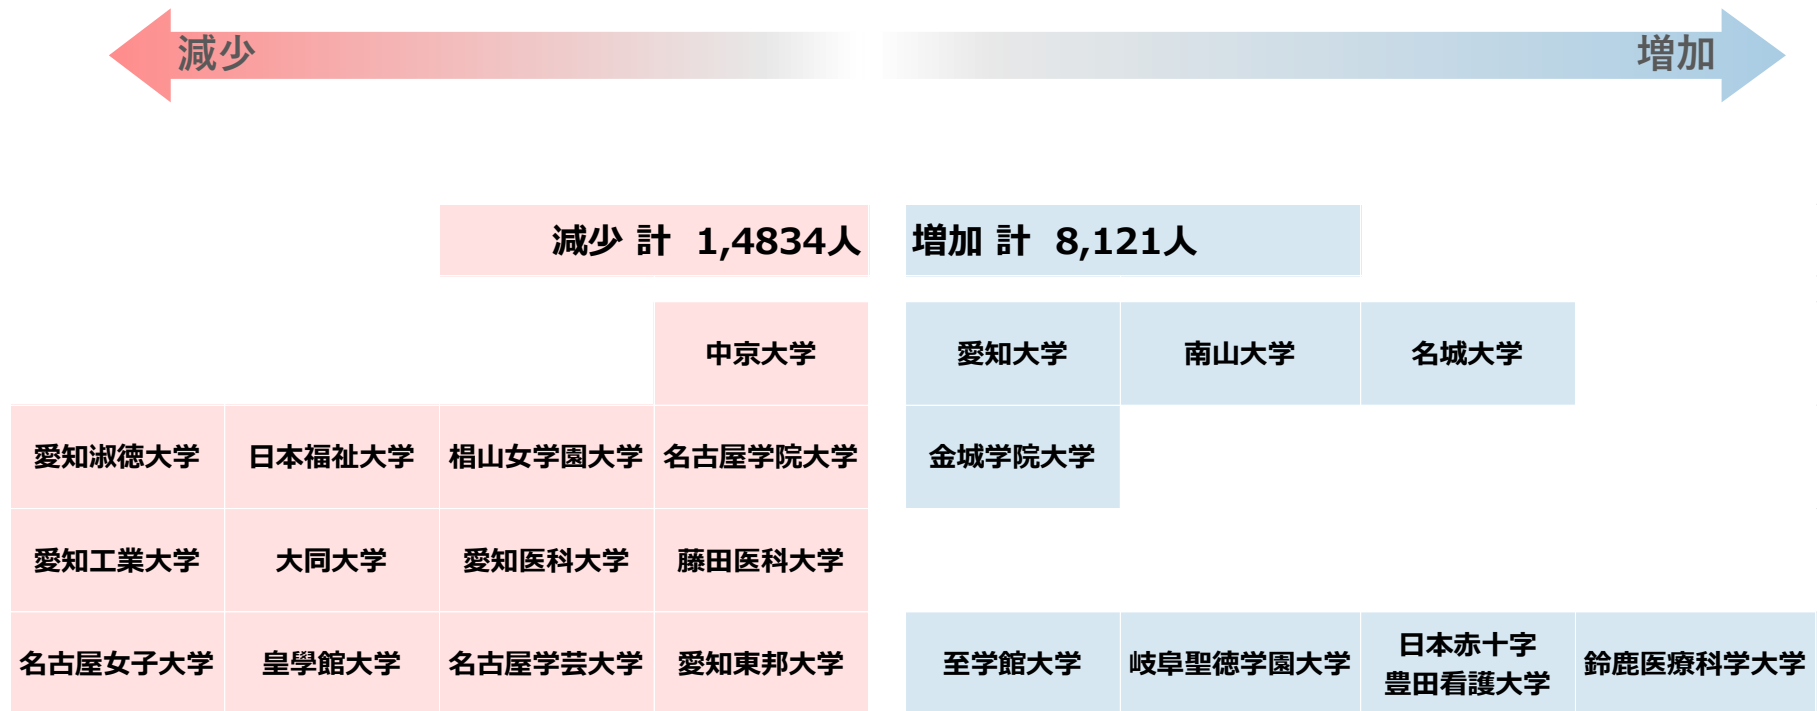 減少
増加
減少 計 1,4834人
増加 計 8,121人
中京大学
愛知大学
南山大学
名城大学
愛知淑徳大学
日本福祉大学
椙山女学園大学
名古屋学院大学
金城学院大学
愛知工業大学
大同大学
愛知医科大学
藤田医科大学
名古屋女子大学
皇學館大学
名古屋学芸大学
愛知東邦大学
至学館大学
岐阜聖徳学園大学
日本赤十字
豊田看護大学
鈴鹿医療科学大学